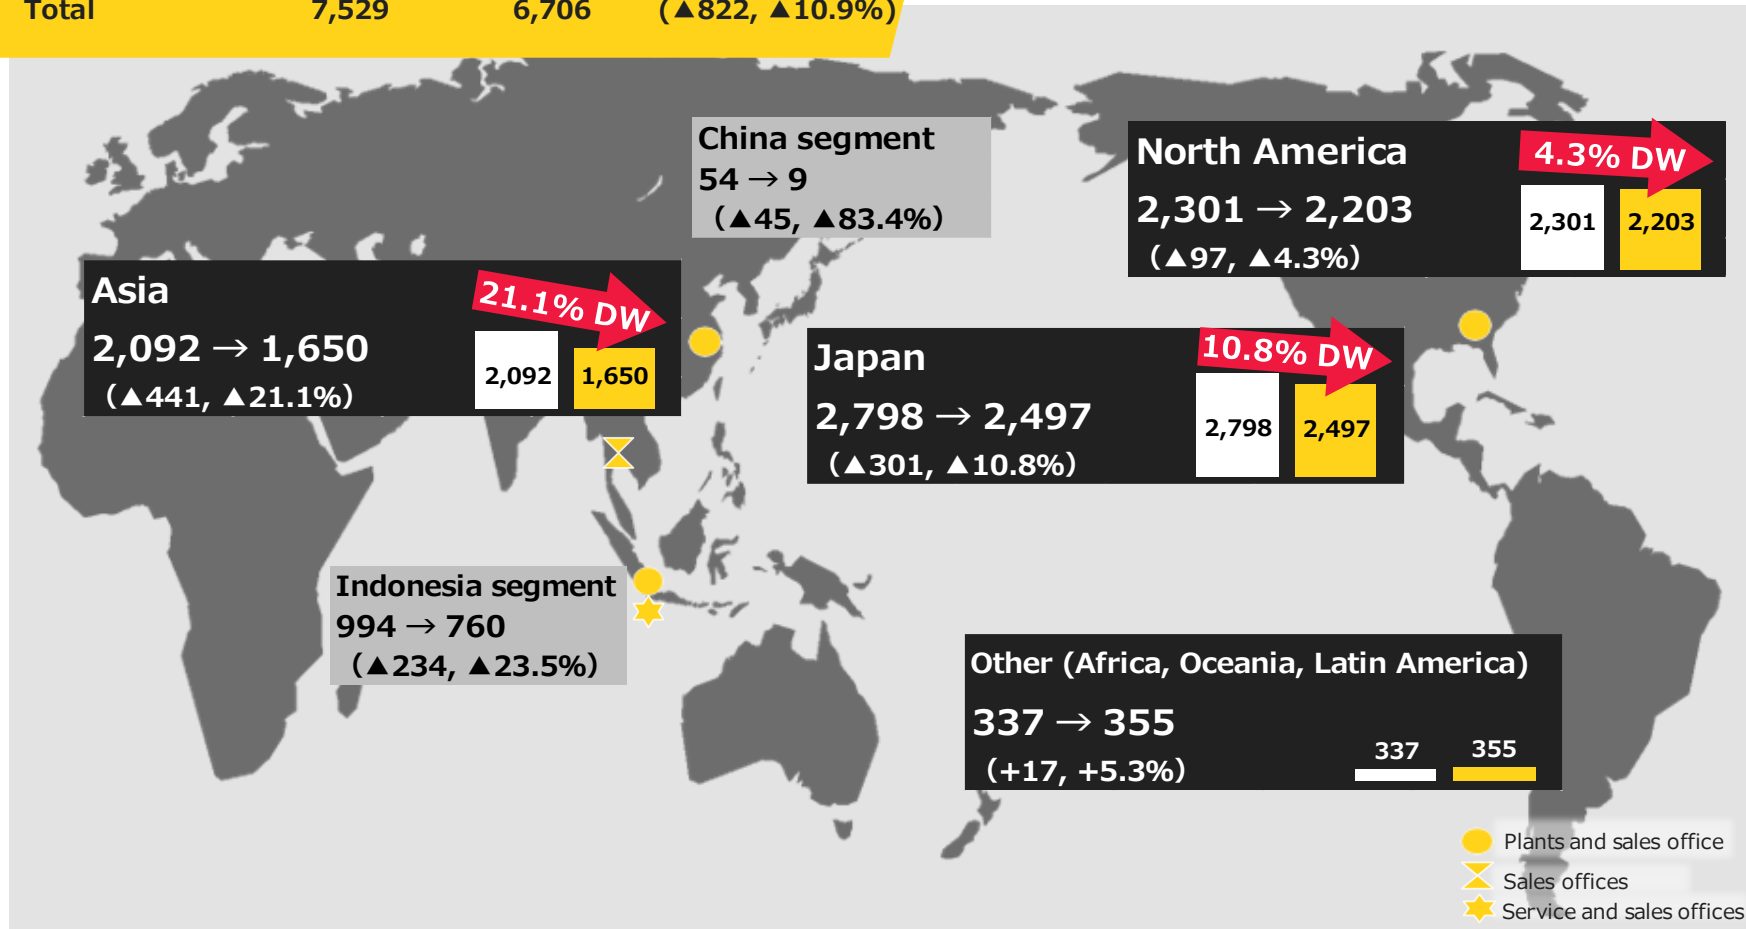 Total 7,529 6,706 (▲822, ▲10.9%)
China segment
54 → 9
(▲45, ▲83.4%)
North America
2,301 → 2,203
(▲97, ▲4.3%)
4.3% DW
2,301 2,203
Asia
2,092 → 1,650
(▲441, ▲21.1%)
21.1% DW
2,092 1,650
Japan
2,798 → 2,497
(▲301, ▲10.8%)
10.8% DW
2,798 2,497
Indonesia segment
994 → 760
(▲234, ▲23.5%)
Other (Africa, Oceania, Latin America)
337 → 355
(+17, +5.3%)
337 355
Plants and sales office
Sales offices
Service and sales offices